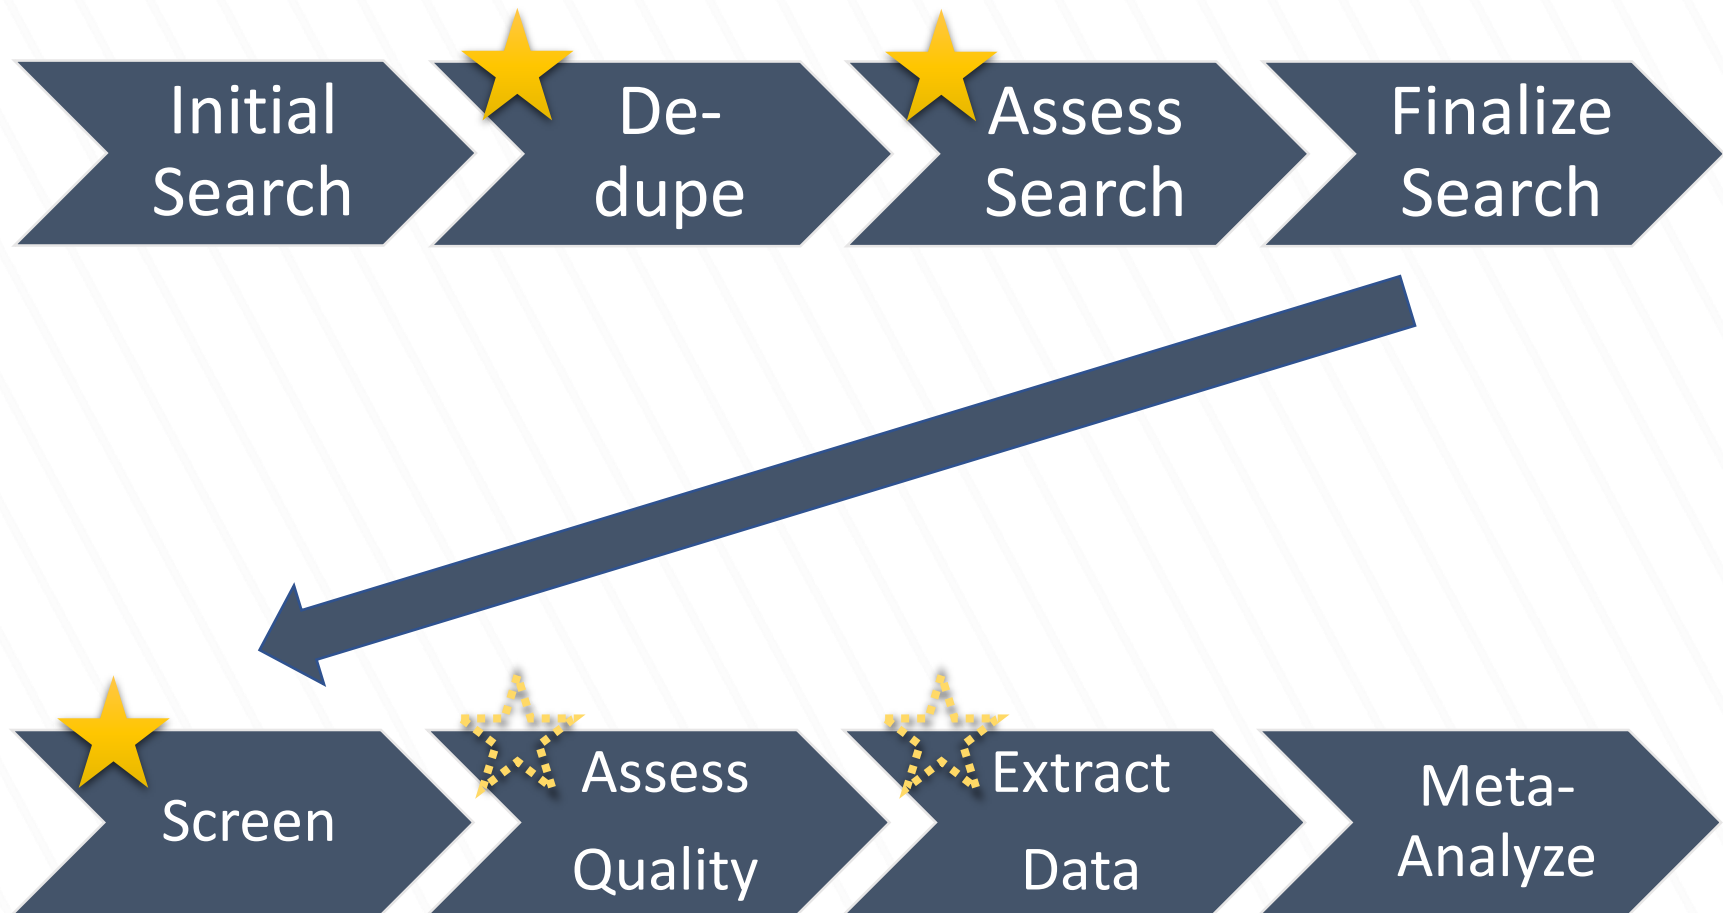 Initial
Search
De-
dupe
Assess
Search
Finalize
Search
Screen
Assess
Quality
Extract
Data
Meta-
Analyze